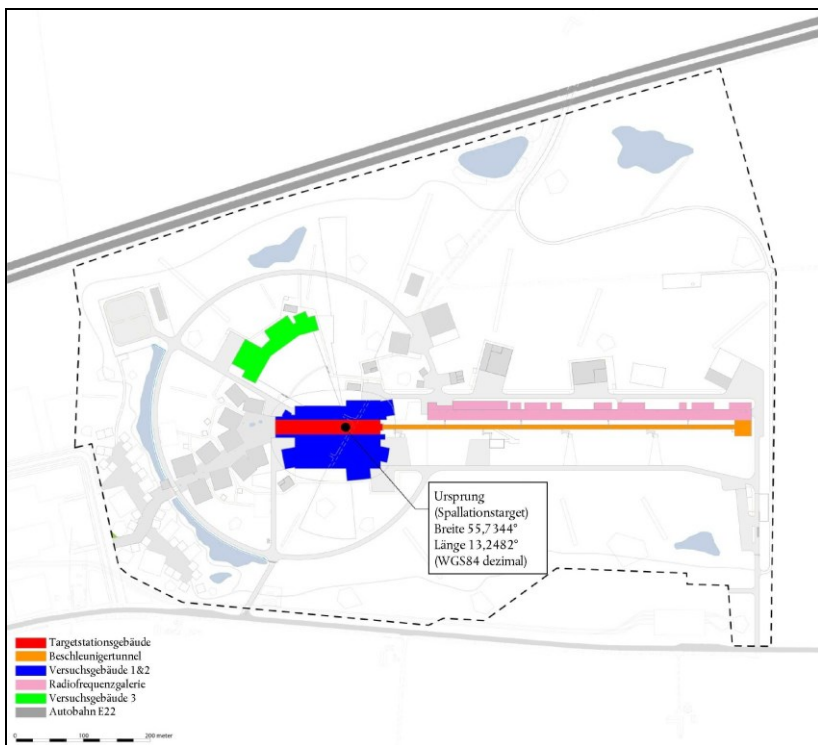 Ursprung
(Spallationstarget)
Breite 55,7344°
Länge 13,2482°
(WGS84 dezimal)
Targetstationsgebäude
Beschleunigertunnel
Versuchsgebäude 1&2
Radiofrequenzgalerie
Versuchsgebäude 3
Autobahn E22
0 100 200 meter